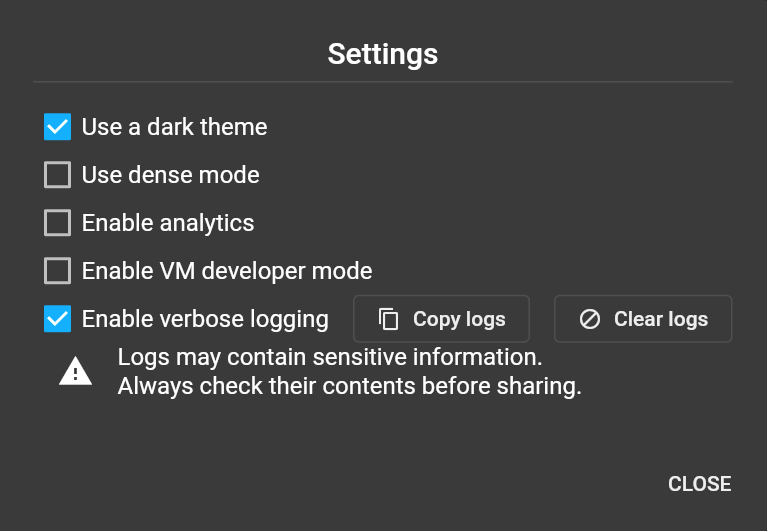 Settings
Use a dark theme
Use dense mode
Enable analytics
Enable VM developer mode
Enable verbose logging Copy logs Clear logs
Logs may contain sensitive information.
Always check their contents before sharing.
CLOSE